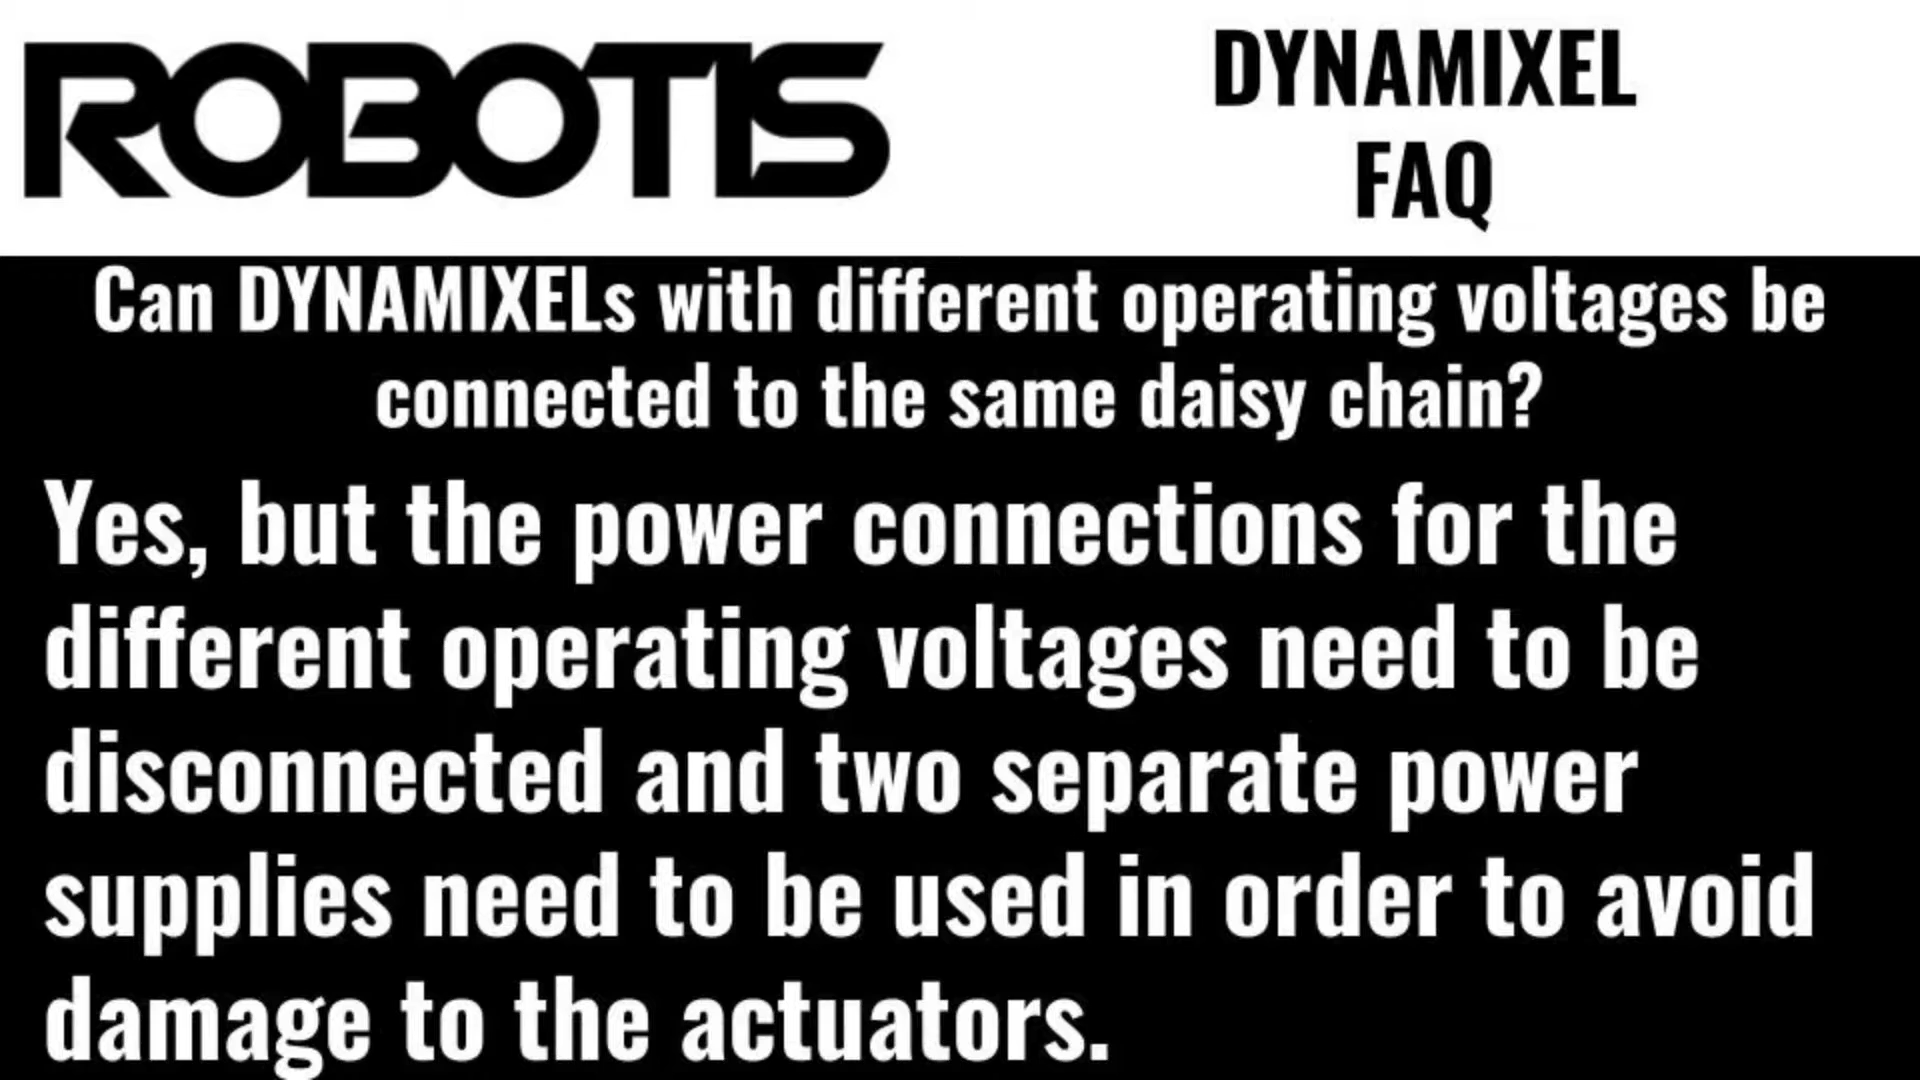 ROBOTIS
DYNAMIXEL
FAQ
Can DYNAMIXELs with different operating voltages be
connected to the same daisy chain?
Yes, but the power connections for the
different operating voltages need to be
disconnected and two separate power
supplies need to be used in order to avoid
damage to the actuators.